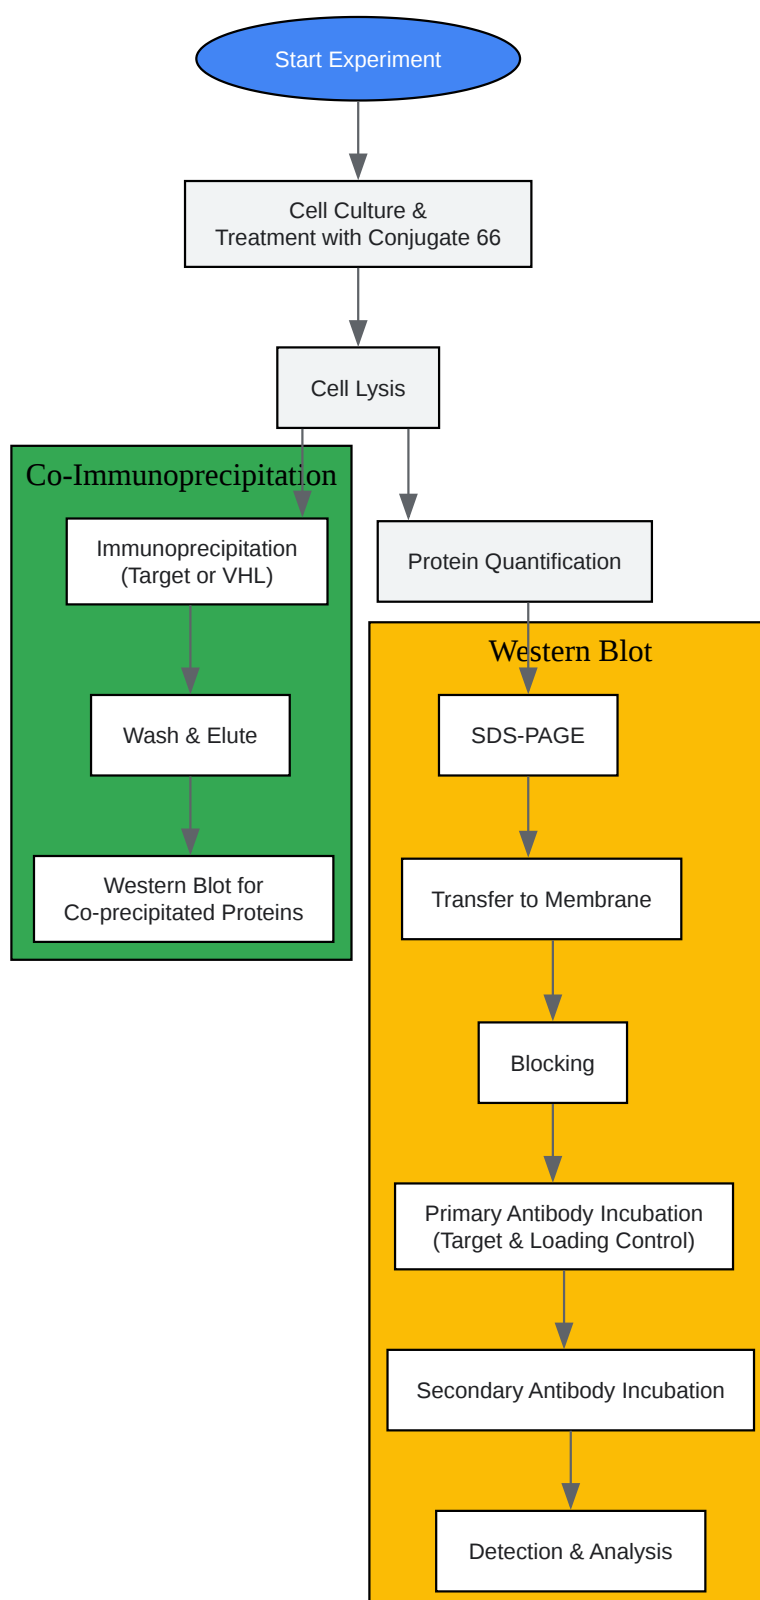 Start Experiment
Cell Culture &
Treatment with Conjugate 66
Cell Lysis
Co-Immunoprecipitation
Immunoprecipitation
(Target or VHL)
Wash & Elute
Western Blot for
Co-precipitated Proteins
Protein Quantification
Western Blot
SDS-PAGE
Transfer to Membrane
Blocking
Primary Antibody Incubation
(Target & Loading Control)
Secondary Antibody Incubation
Detection & Analysis